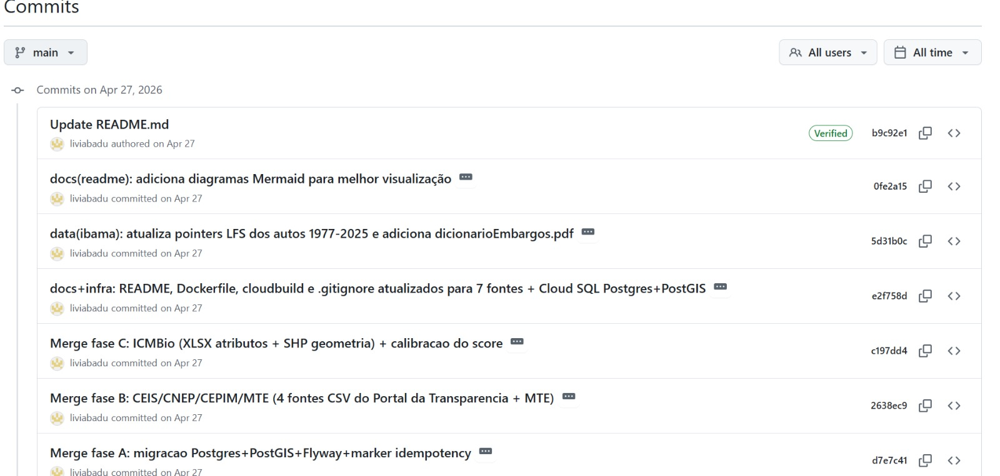 Commits
main
All users
All time
Commits on Apr 27, 2026
Update README.md
liviabadu authored on Apr 27
Verified
b9c92e1
docs(readme): adiciona diagramas Mermaid para melhor visualização
liviabadu committed on Apr 27
0fe2a15
data(ibama): atualiza pointers LFS dos autos 1977-2025 e adiciona dicionarioEmbargos.pdf
liviabadu committed on Apr 27
5d31b0c
docs+infra: README, Dockerfile, cloudbuild e .gitignore atualizados para 7 fontes + Cloud SQL Postgres+PostGIS
liviabadu committed on Apr 27
e2f758d
Merge fase C: ICMBio (XLSX atributos + SHP geometria) + calibracao do score
liviabadu committed on Apr 27
c197dd4
Merge fase B: CEIS/CNEP/CEPIM/MTE (4 fontes CSV do Portal da Transparencia + MTE)
liviabadu committed on Apr 27
2638ec9
Merge fase A: migracao Postgres+PostGIS+Flyway+marker idempotency
liviabadu committed on Apr 27
d7e7c41